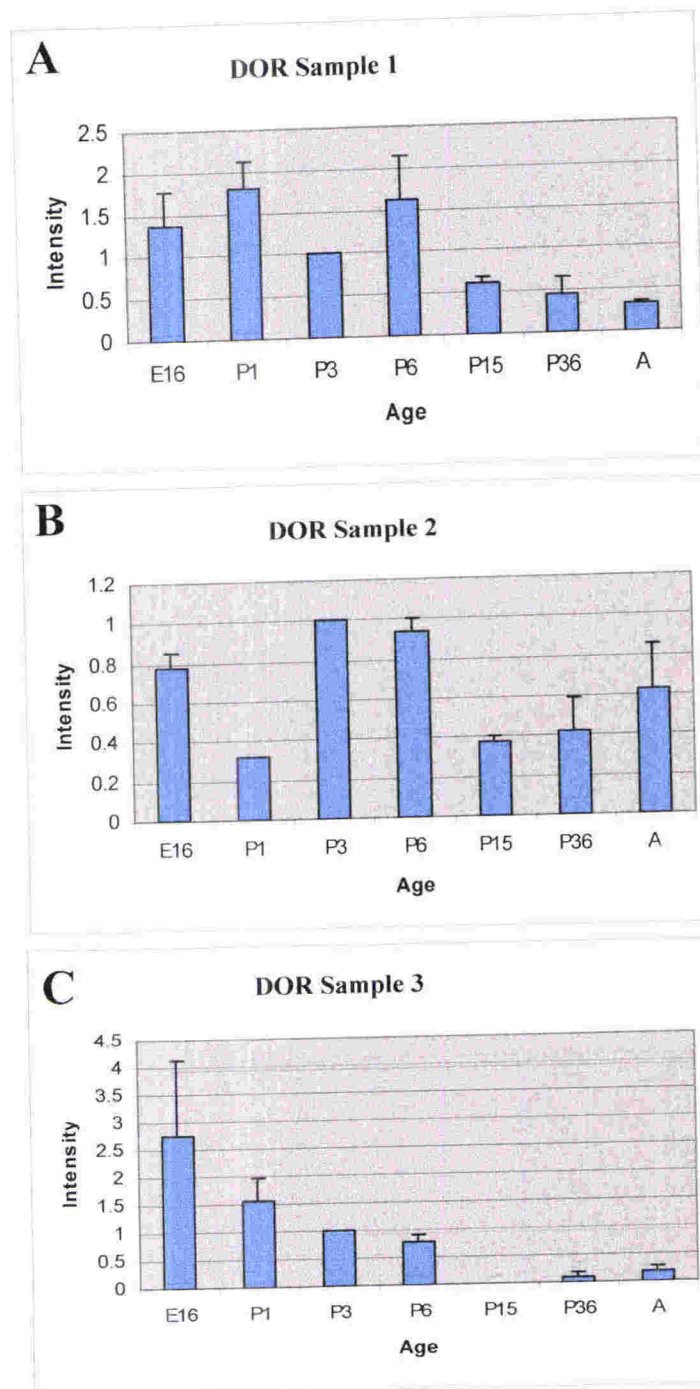 A
DOR Sample 1
Intensity
2.5
2
1.5
1
0.5
0
E16 P1 P3 P6 P15 P36 A
Age
B
DOR Sample 2
Intensity
1.2
1
0.8
0.6
0.4
0.2
0
E16 P1 P3 P6 P15 P36 A
Age
C
DOR Sample 3
Intensity
4.5
4
3.5
3
2.5
2
1.5
1
0.5
0
E16 P1 P3 P6 P15 P36 A
Age